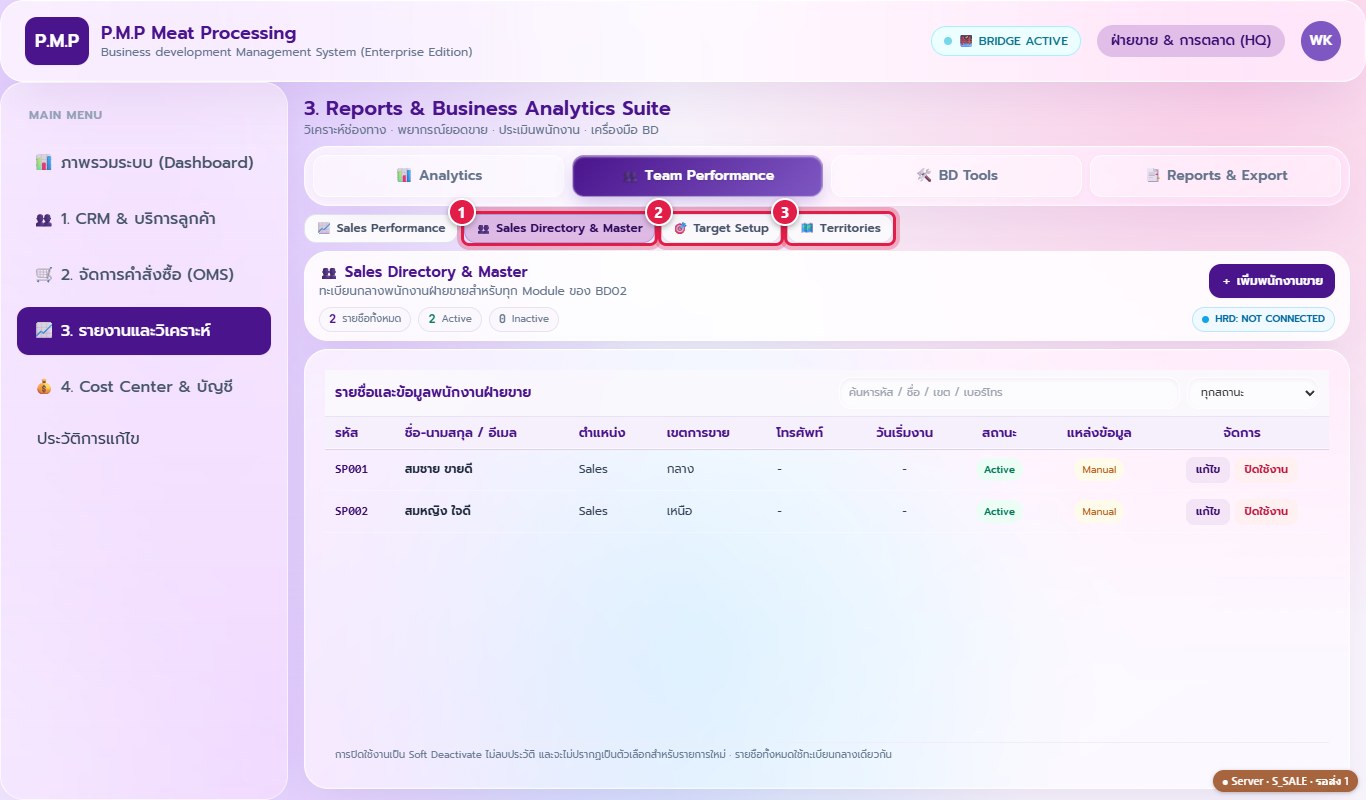 P.M.P
P.M.P Meat Processing
Business development Management System (Enterprise Edition)
BRIDGE ACTIVE
ฝ่ายขาย & การตลาด (HQ)
WK
MAIN MENU
ภาพรวมระบบ (Dashboard)
1. CRM & บริการลูกค้า
2. จัดการคำสั่งซื้อ (OMS)
3. รายงานและวิเคราะห์
4. Cost Center & บัญชี
ประวัติการแก้ไข
3. Reports & Business Analytics Suite
วิเคราะห์ช่องทาง · พยากรณ์ยอดขาย · ประเมินพนักงาน · เครื่องมือ BD
Analytics
Team Performance
BD Tools
Reports & Export
1
2
3
Sales Performance
Sales Directory & Master
Target Setup
Territories
Sales Directory & Master
ทะเบียนกลางพนักงานฝ่ายขายสำหรับทุก Module ของ BD02
2 รายชื่อทั้งหมด
2 Active
0 Inactive
+ เพิ่มพนักงานขาย
HRD: NOT CONNECTED
รายชื่อและข้อมูลพนักงานฝ่ายขาย
ค้นหารหัส / ชื่อ / เขต / เบอร์โทร
ทุกสถานะ
รหัส ชื่อ-นามสกุล / อีเมล ตำแหน่ง เขตการขาย โทรศัพท์ วันเริ่มงาน สถานะ แหล่งข้อมูล จัดการ
SP001 สมชาย ขายดี Sales กลาง - - Active Manual แก้ไข ปิดใช้งาน
SP002 สมหญิง ใจดี Sales เหนือ - - Active Manual แก้ไข ปิดใช้งาน
การปิดใช้งานเป็น Soft Deactivate ไม่ลบประวัติ และจะไม่ปรากฏเป็นตัวเลือกสำหรับรายการใหม่ · รายชื่อทั้งหมดใช้ทะเบียนกลางเดียวกัน
● Server · S_SALE · รอส่ง 1